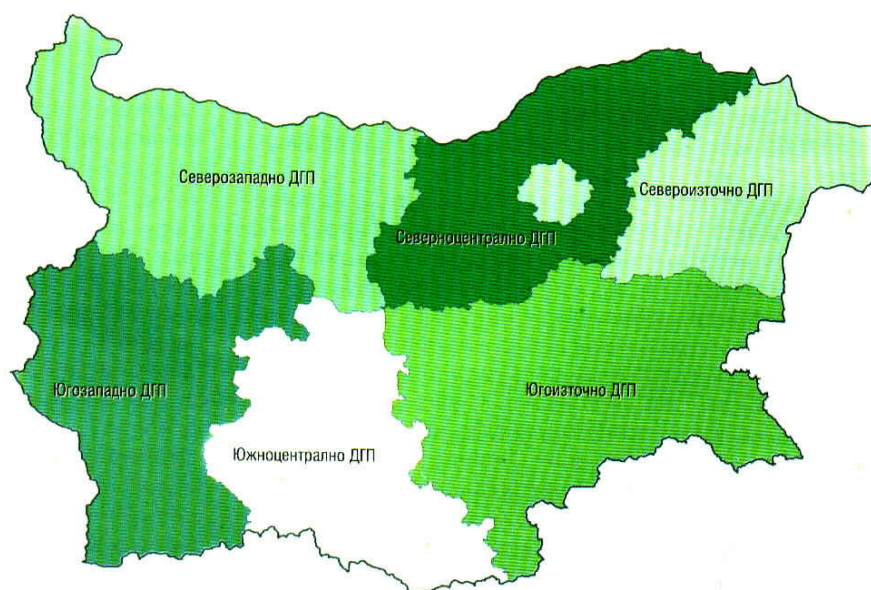 Северозападно ДГП
Североизточно ДГП
Северноцентрално ДГП
Югозападно ДГП
Югоизточно ДГП
Южноцентрално ДГП